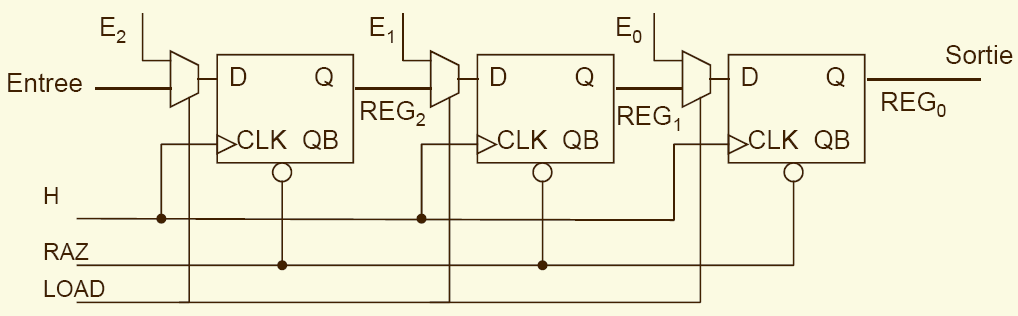 E2
E1
E0
Sortie
Entree
D Q
D Q
D Q
REG2
REG1
REG0
CLK QB
CLK QB
CLK QB
H
RAZ
LOAD